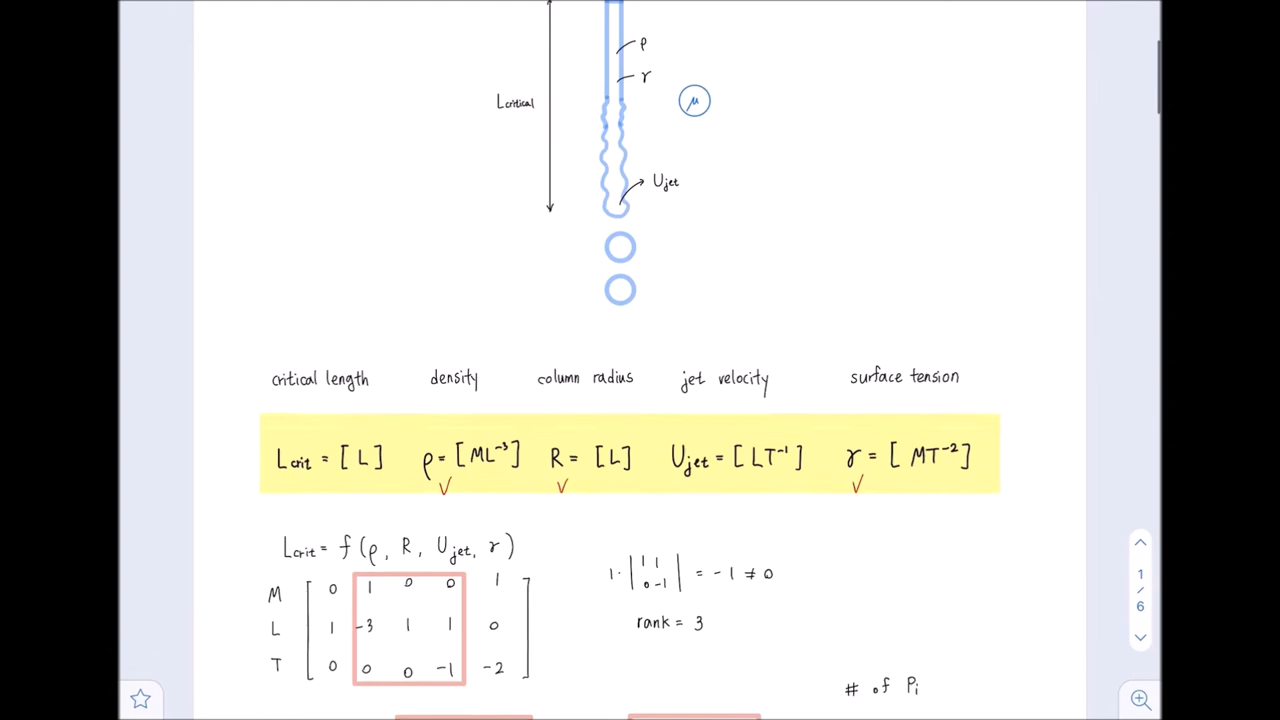 ρ
γ
Lcritical
μ
Ujet
critical length density column radius jet velocity surface tension
Lcrit = [ L ] ρ = [ ML⁻³ ] R = [ L ] Ujet = [ LT⁻¹ ] γ = [ MT⁻² ]
✓ ✓ ✓
Lcrit = f ( ρ, R, Ujet, γ )
M 0 1 0 0 1
L 1 -3 1 1 0
T 0 0 0 -1 -2
1 · | 1 1 |
| 0 -1 | = -1 ≠ 0
rank = 3
# of Pi
1
/
6